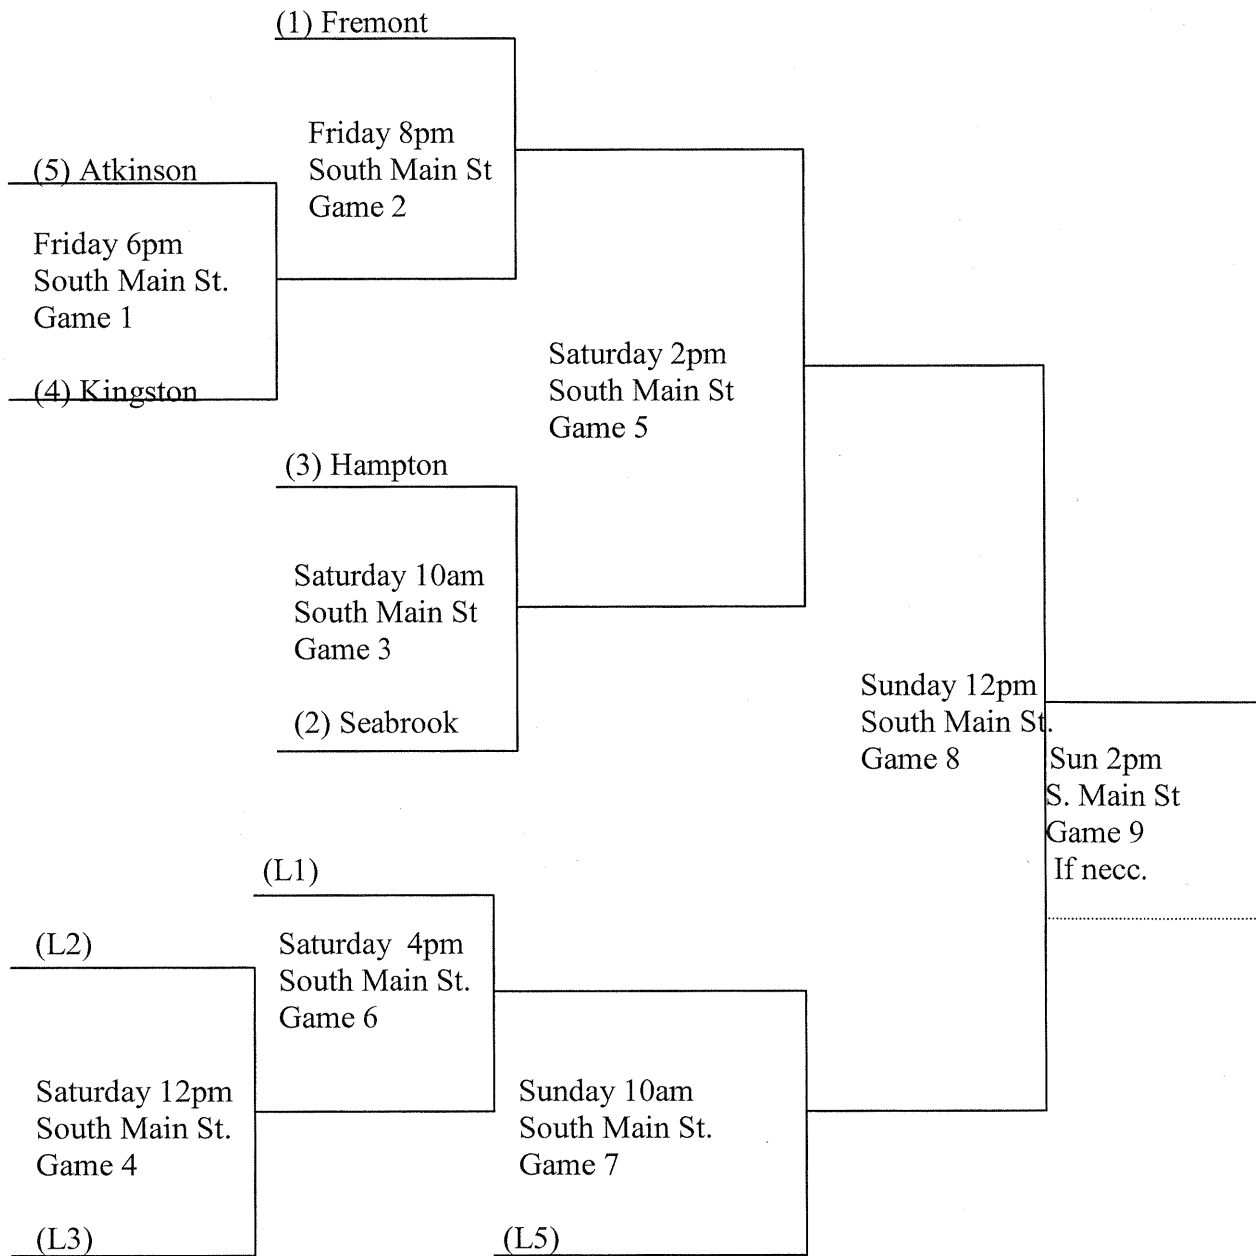 (1) Fremont
Friday 8pm
South Main St
Game 2
(5) Atkinson
Friday 6pm
South Main St.
Game 1
(4) Kingston
Saturday 2pm
South Main St
Game 5
(3) Hampton
Saturday 10am
South Main St
Game 3
(2) Seabrook
Sunday 12pm
South Main St.
Game 8
Sun 2pm
S. Main St
Game 9
If necc.
(L1)
(L2)
Saturday 4pm
South Main St.
Game 6
Saturday 12pm
South Main St.
Game 4
(L3)
Sunday 10am
South Main St.
Game 7
(L5)